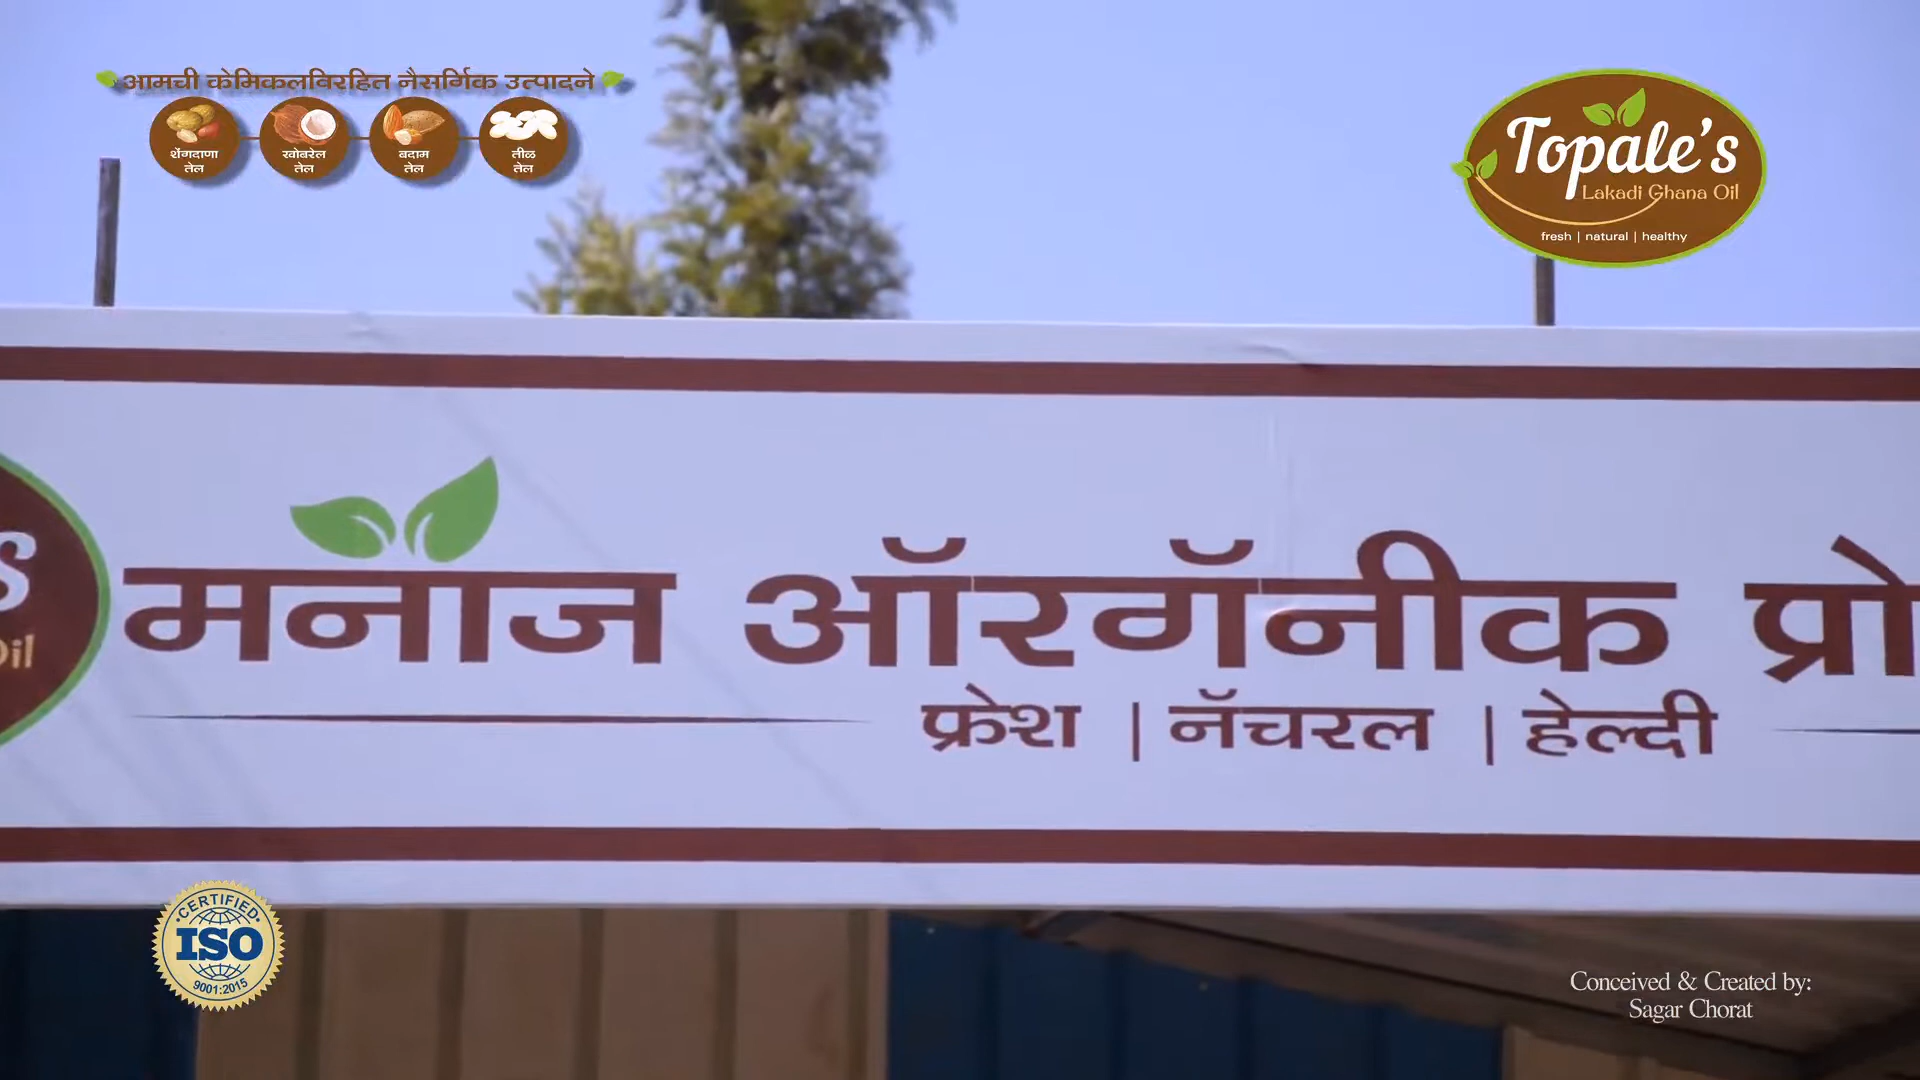 आमची केमिकलविरहित नैसर्गिक उत्पादने
शेंगदाणा तेल
खोबरेल तेल
बदाम तेल
तीळ तेल
Topale's
Lakadi Ghana Oil
fresh | natural | healthy
s
Oil
मनाज ऑरगॅनीक प्रो
फ्रेश | नॅचरल | हेल्दी
CERTIFIED
ISO
9001:2015
Conceived & Created by:
Sagar Chorat